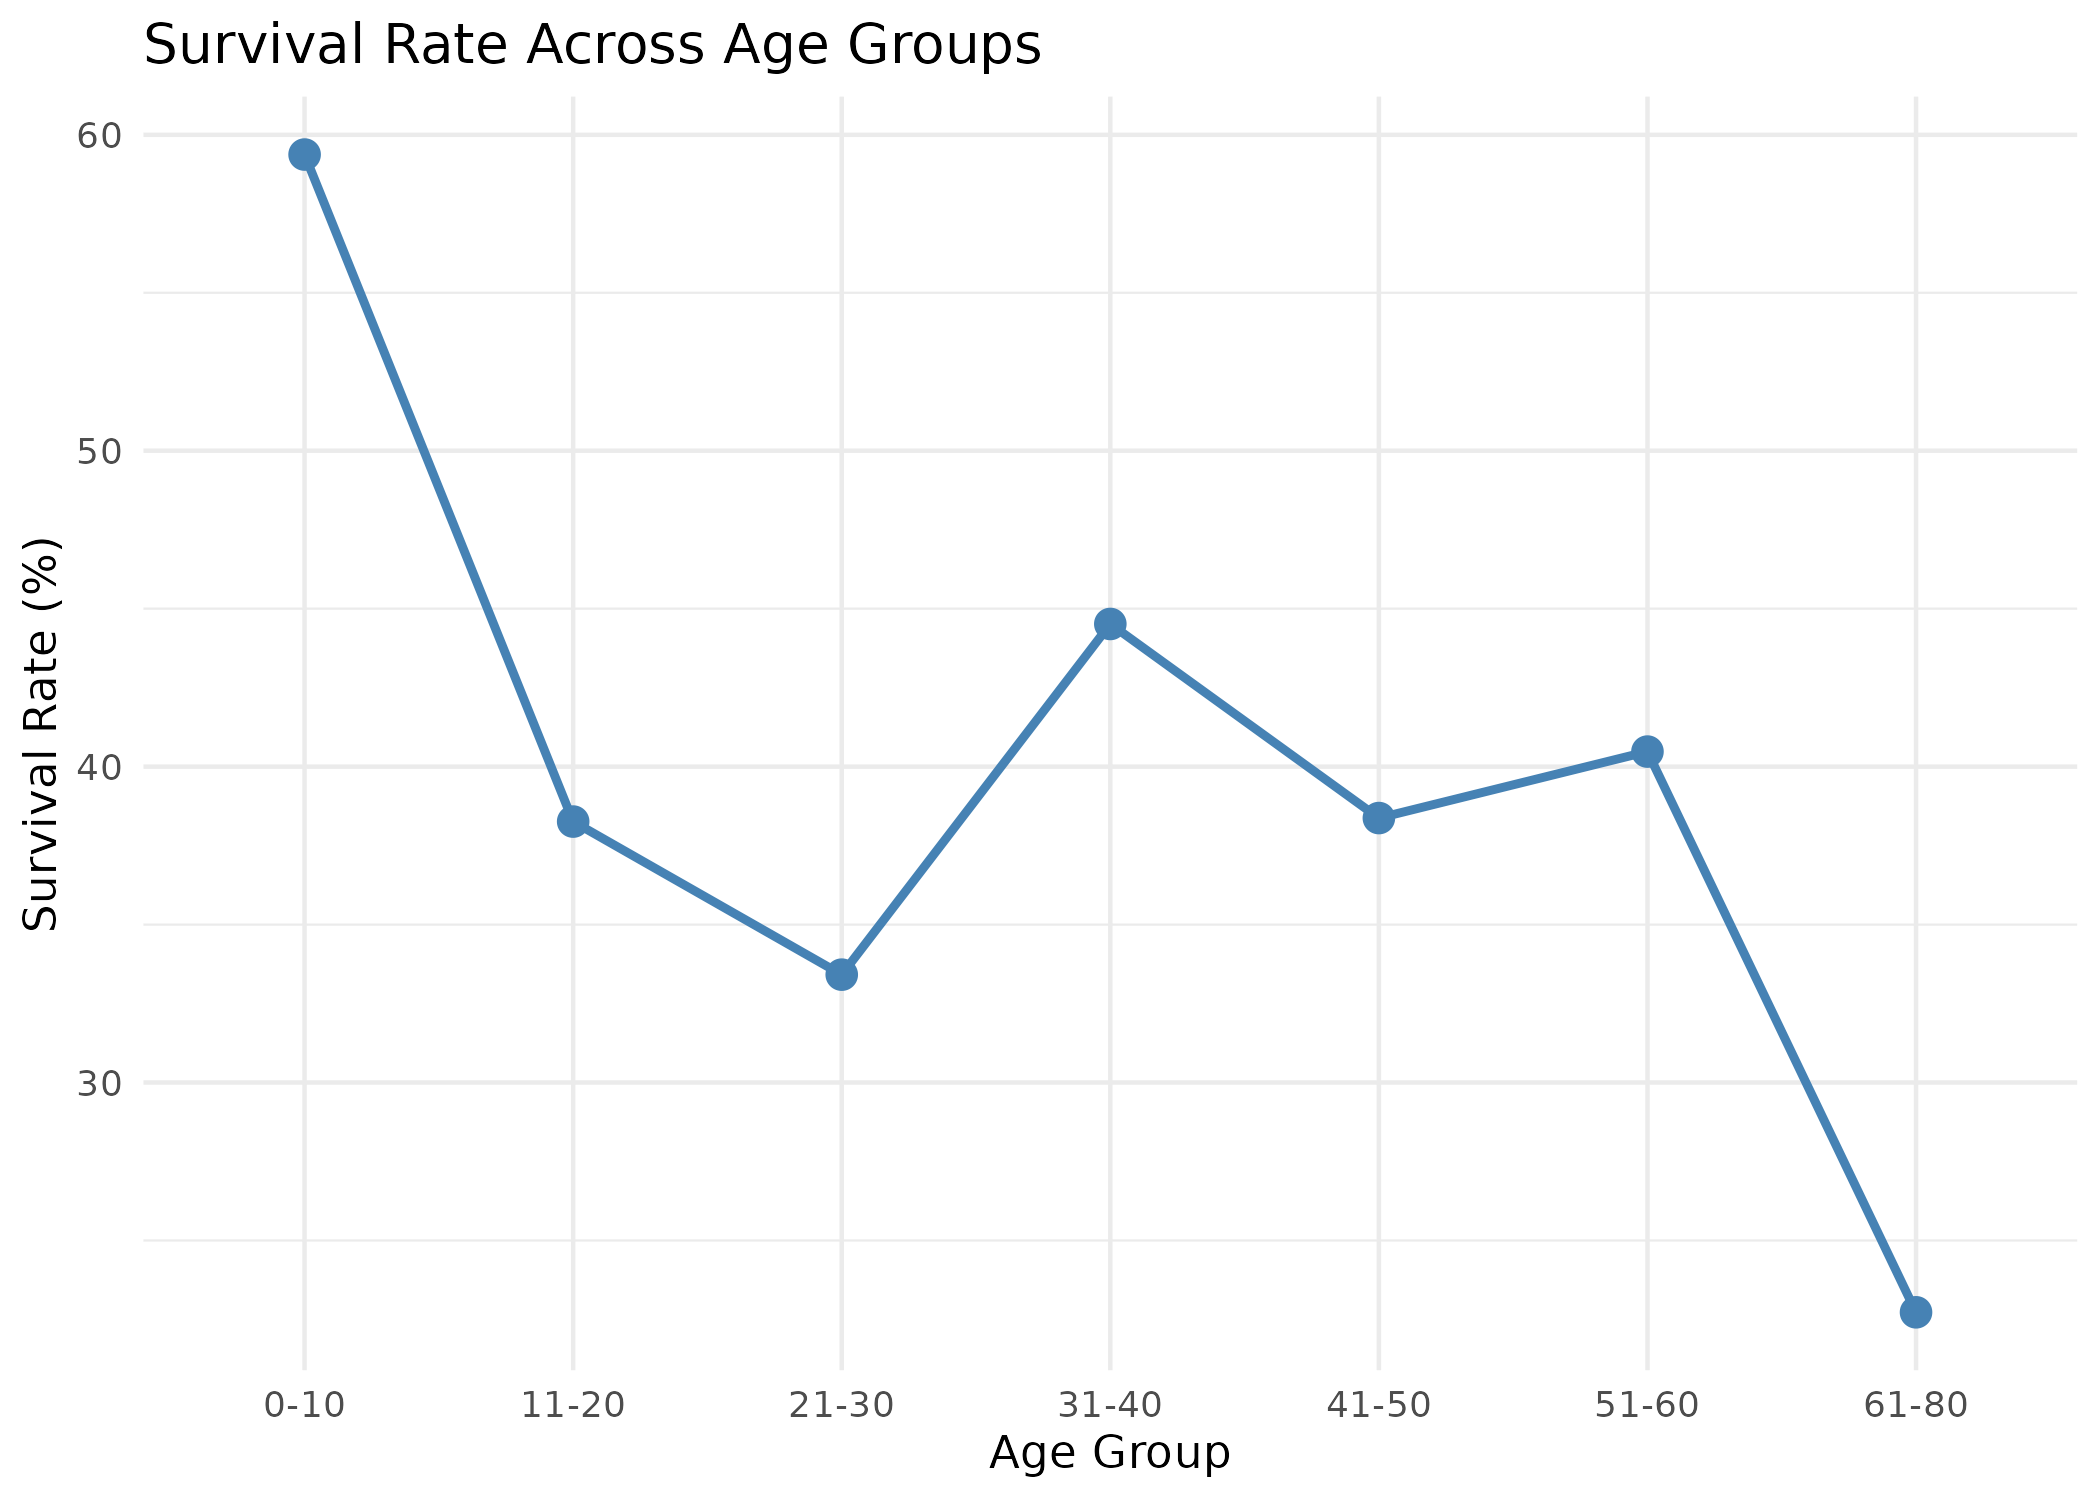 Survival Rate Across Age Groups
60
50
40
30
Survival Rate (%)
0-10 11-20 21-30 31-40 41-50 51-60 61-80
Age Group